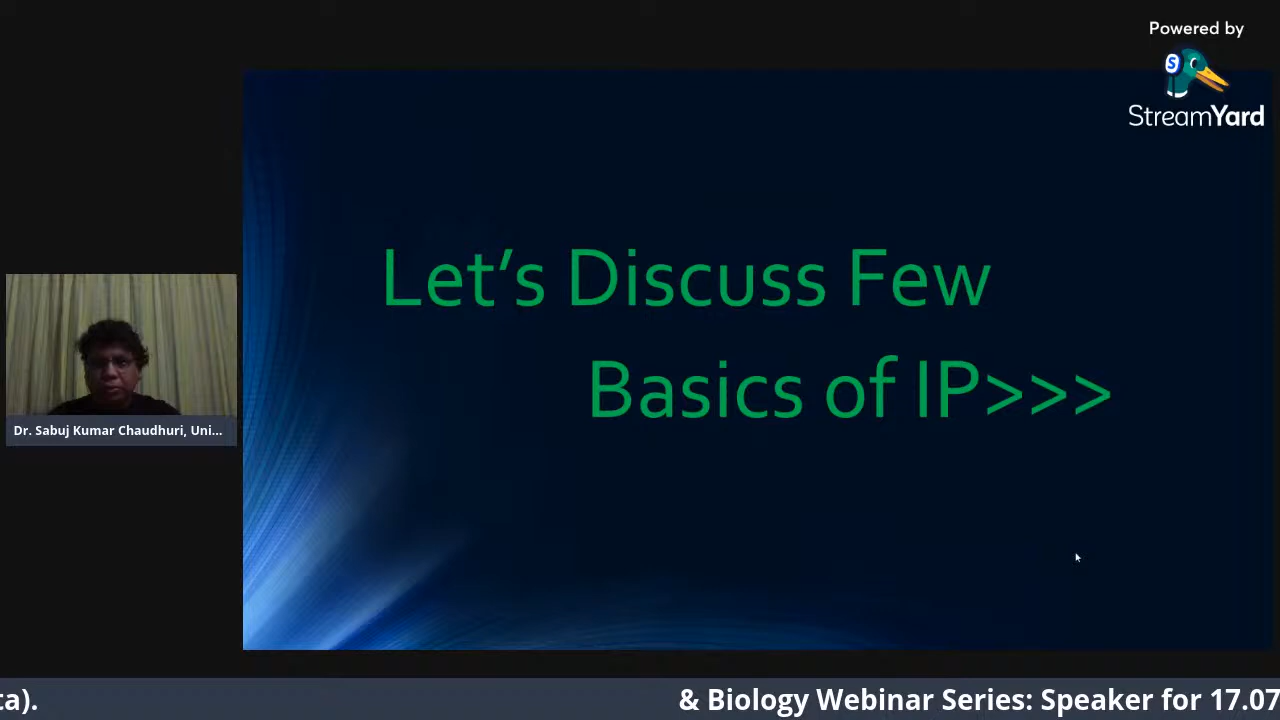 Powered by
S
StreamYard
Let's Discuss Few
Basics of IP>>>
Dr. Sabuj Kumar Chaudhuri, Uni...
ta). & Biology Webinar Series: Speaker for 17.07